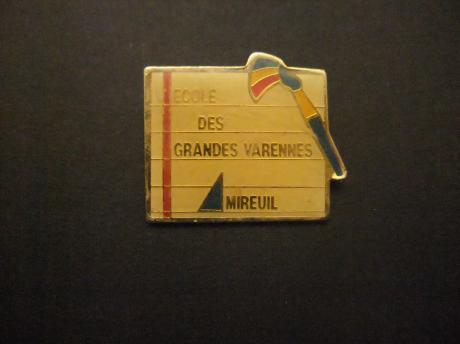 ECOLE
DES
GRANDES VARENNES
MIREUIL